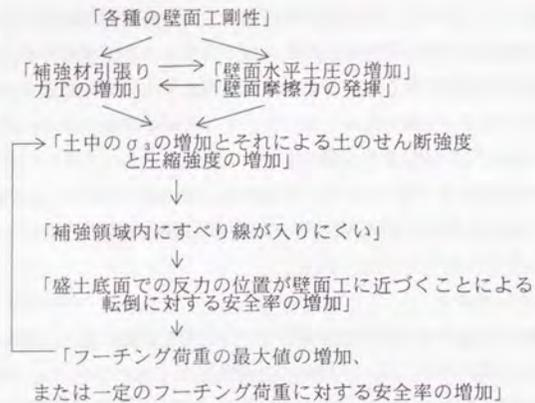 「各種の壁面工剛性」
「補強材引張り 「壁面水平土圧の増加」
力Tの増加」 「壁面摩擦力の発揮」
「土中のσ₃の増加とそれによる土のせん断強度
と圧縮強度の増加」
「補強領域内にすべり線が入りにくい」
「盛土底面での反力の位置が壁面工に近づくことによる
転倒に対する安全率の増加」
「フーチング荷重の最大値の増加、
または一定のフーチング荷重に対する安全率の増加」